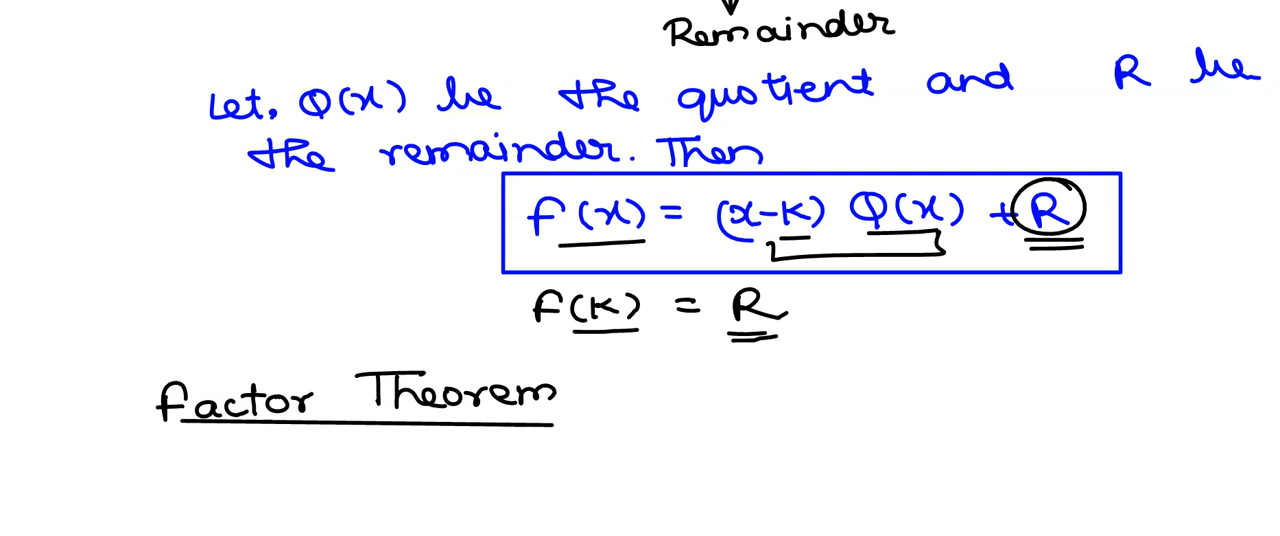 Remainder
Let, Q(x) be the quotient and R be
the remainder. Then
f(x) = (x-k) Q(x) + R
f(k) = R
Factor Theorem